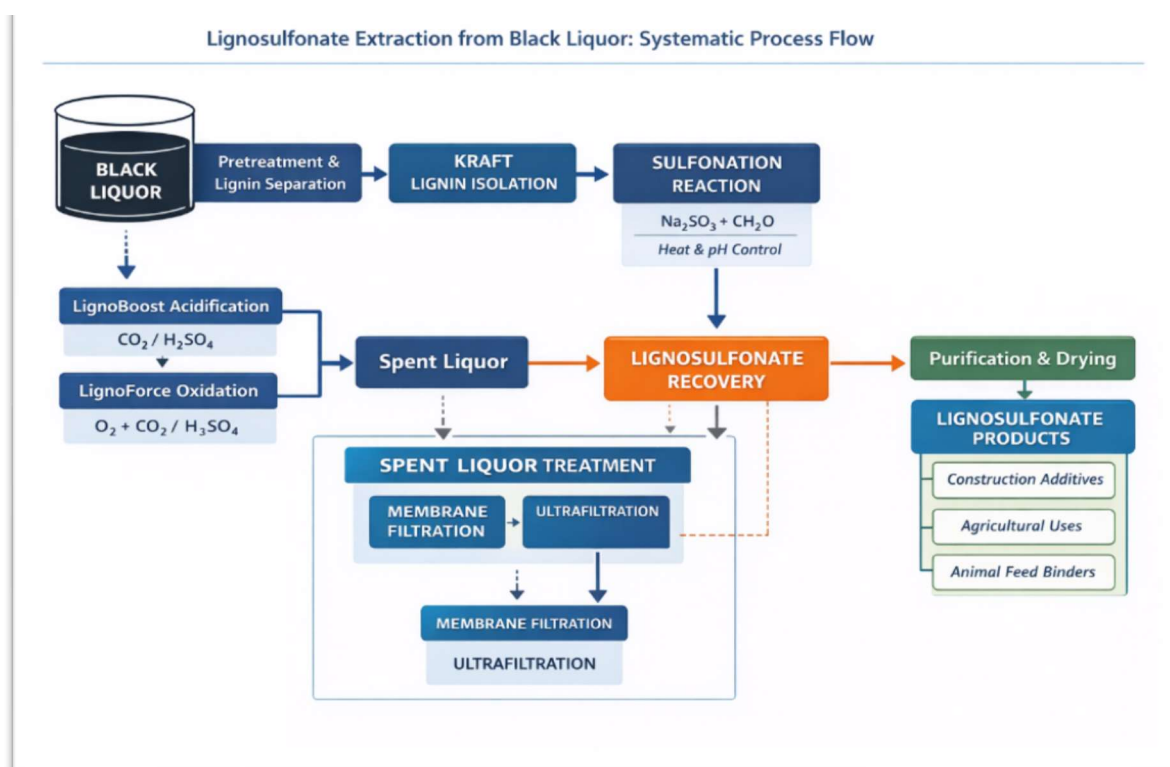 Lignosulfonate Extraction from Black Liquor: Systematic Process Flow
BLACK
LIQUOR
Pretreatment &
Lignin Separation
KRAFT
LIGNIN ISOLATION
SULFONATION
REACTION
Na₂SO₃ + CH₂O
Heat & pH Control
LignoBoost Acidification
CO₂ / H₂SO₄
LignoForce Oxidation
O₂ + CO₂ / H₃SO₄
Spent Liquor
LIGNOSULFONATE
RECOVERY
Purification & Drying
LIGNOSULFONATE
PRODUCTS
Construction Additives
Agricultural Uses
Animal Feed Binders
SPENT LIQUOR TREATMENT
MEMBRANE
FILTRATION
ULTRAFILTRATION
MEMBRANE FILTRATION
ULTRAFILTRATION